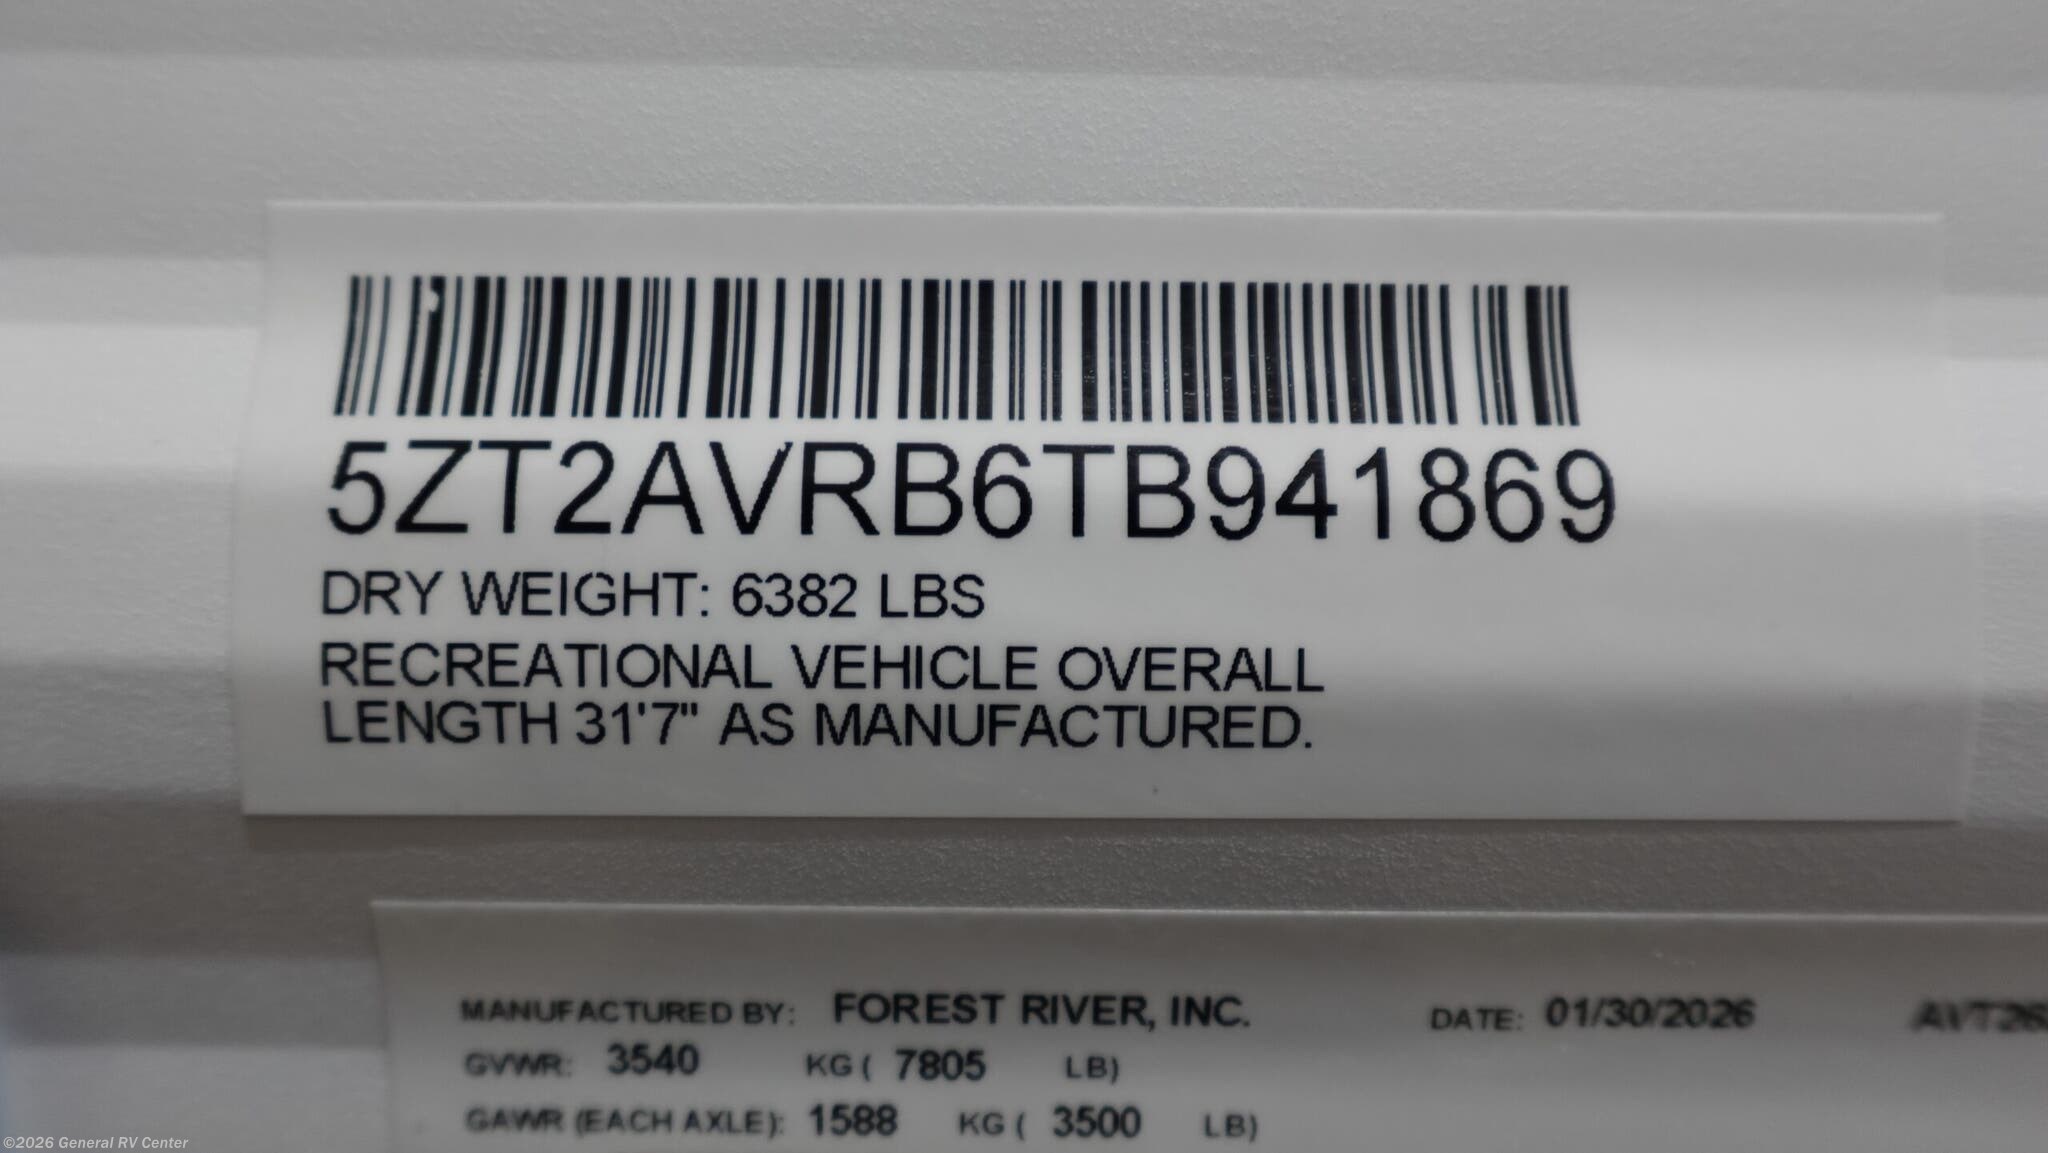 5ZT2AVRB6TB941869
DRY WEIGHT: 6382 LBS
RECREATIONAL VEHICLE OVERALL
LENGTH 31'7" AS MANUFACTURED.
MANUFACTURED BY: FOREST RIVER, INC. DATE: 01/30/2026
GVWR: 3540 KG ( 7805 LB)
GAWR (EACH AXLE): 1588 KG ( 3500 LB)
©2026 General RV Center